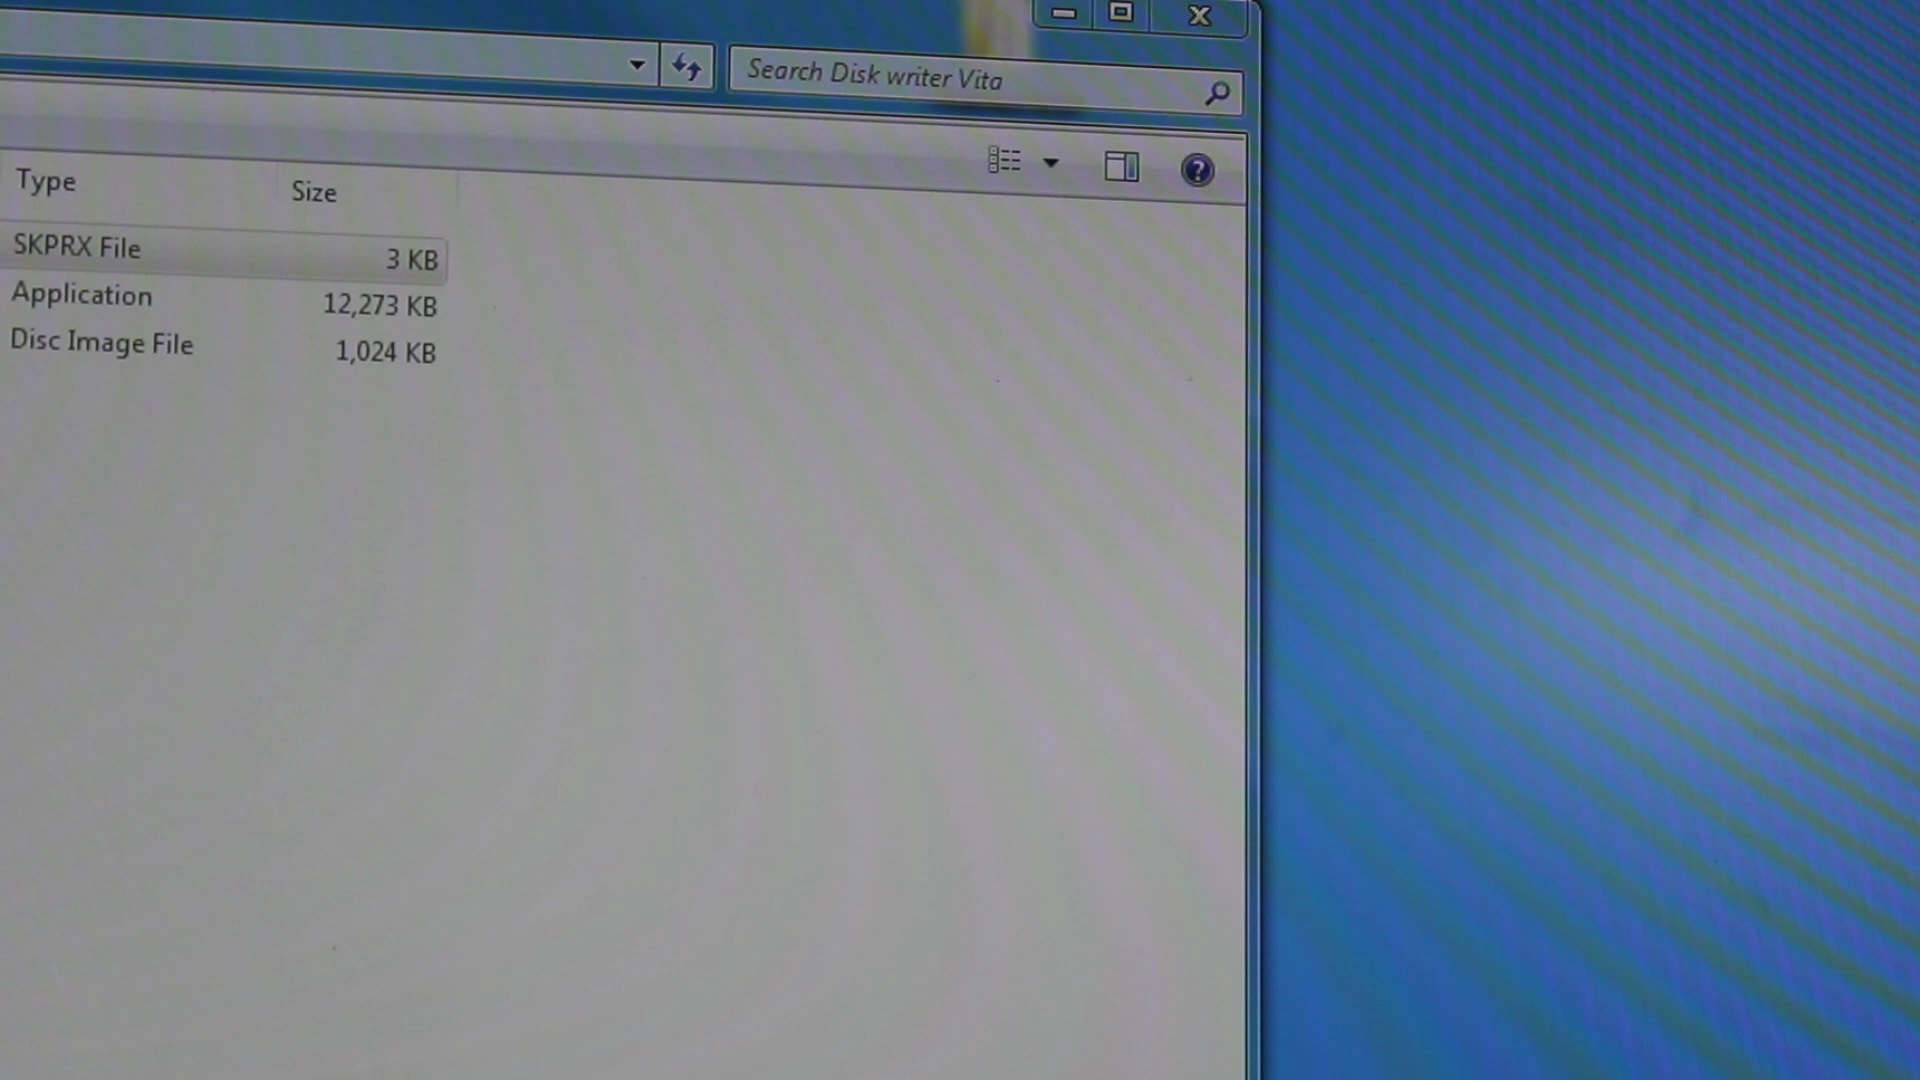 Search Disk writer Vita
Type Size
SKPRX File 3 KB
Application 12,273 KB
Disc Image File 1,024 KB